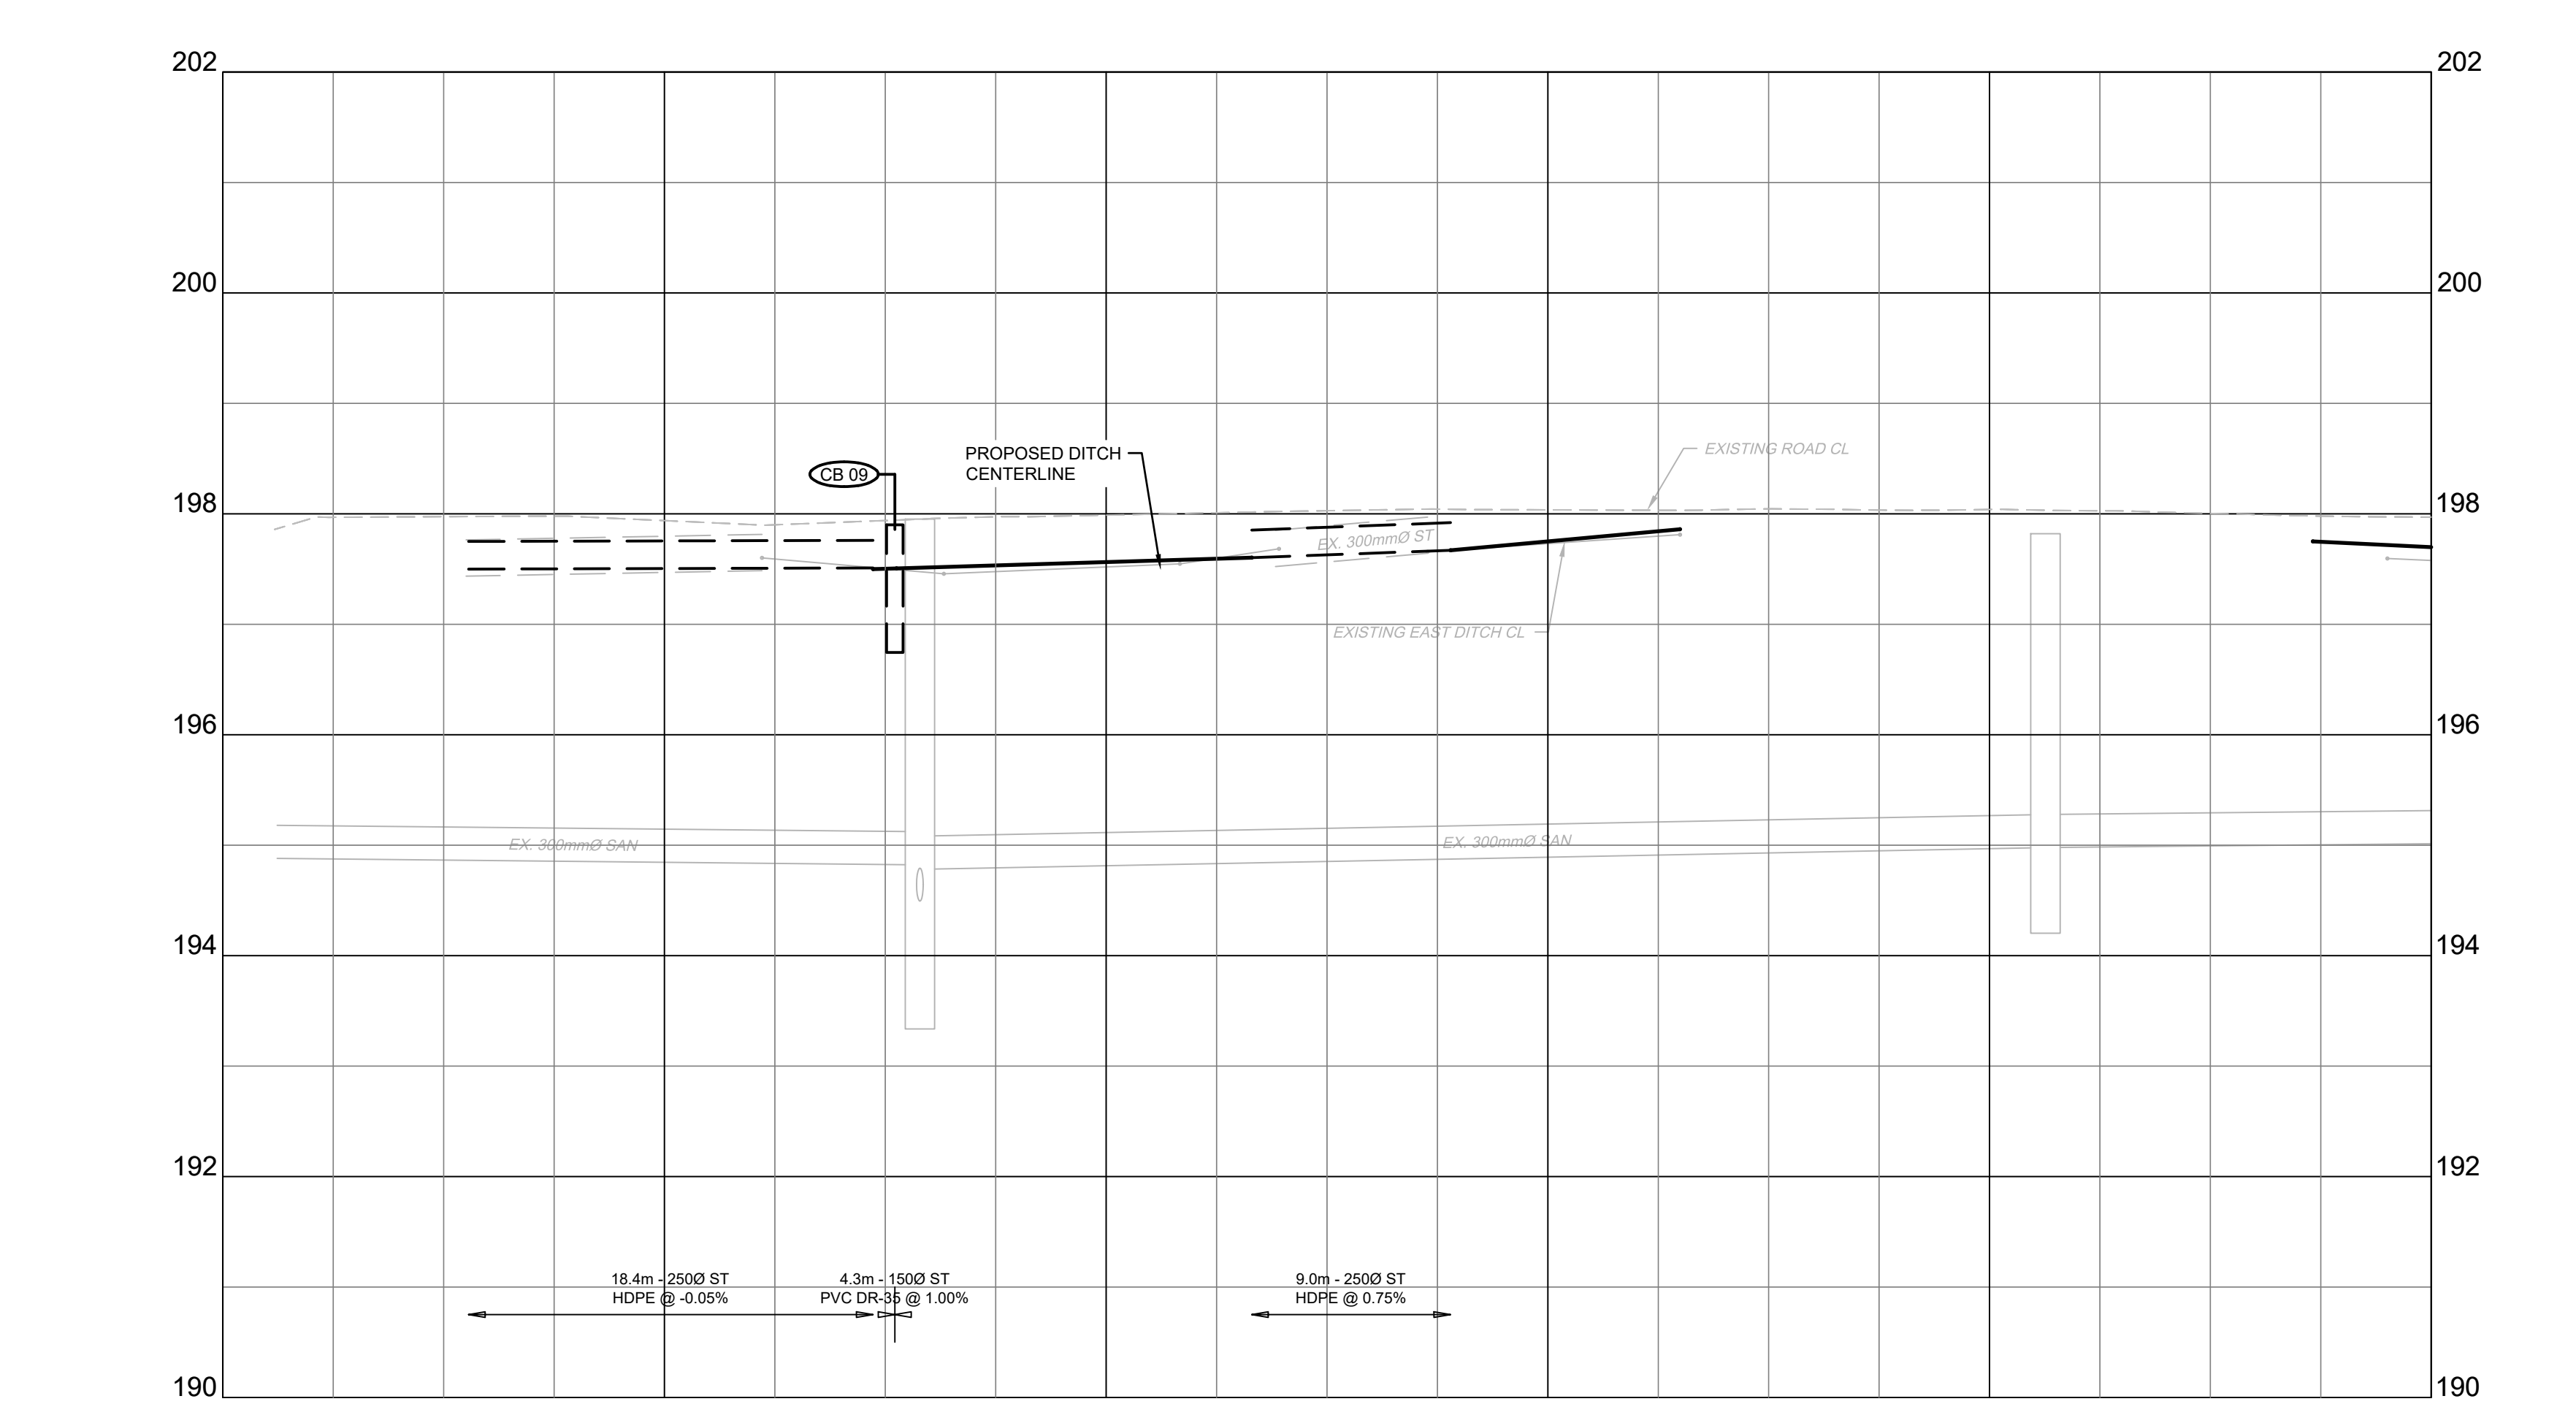 202
202
200
200
EXISTING ROAD CL
PROPOSED DITCH
CENTERLINE
CB 09
198
198
EX. 300mmØ ST
EXISTING EAST DITCH CL
196
196
EX. 300mmØ SAN
EX. 300mmØ SAN
194
194
192
192
18.4m - 250Ø ST
HDPE @ -0.05%
4.3m - 150Ø ST
PVC DR-35 @ 1.00%
9.0m - 250Ø ST
HDPE @ 0.75%
190
190